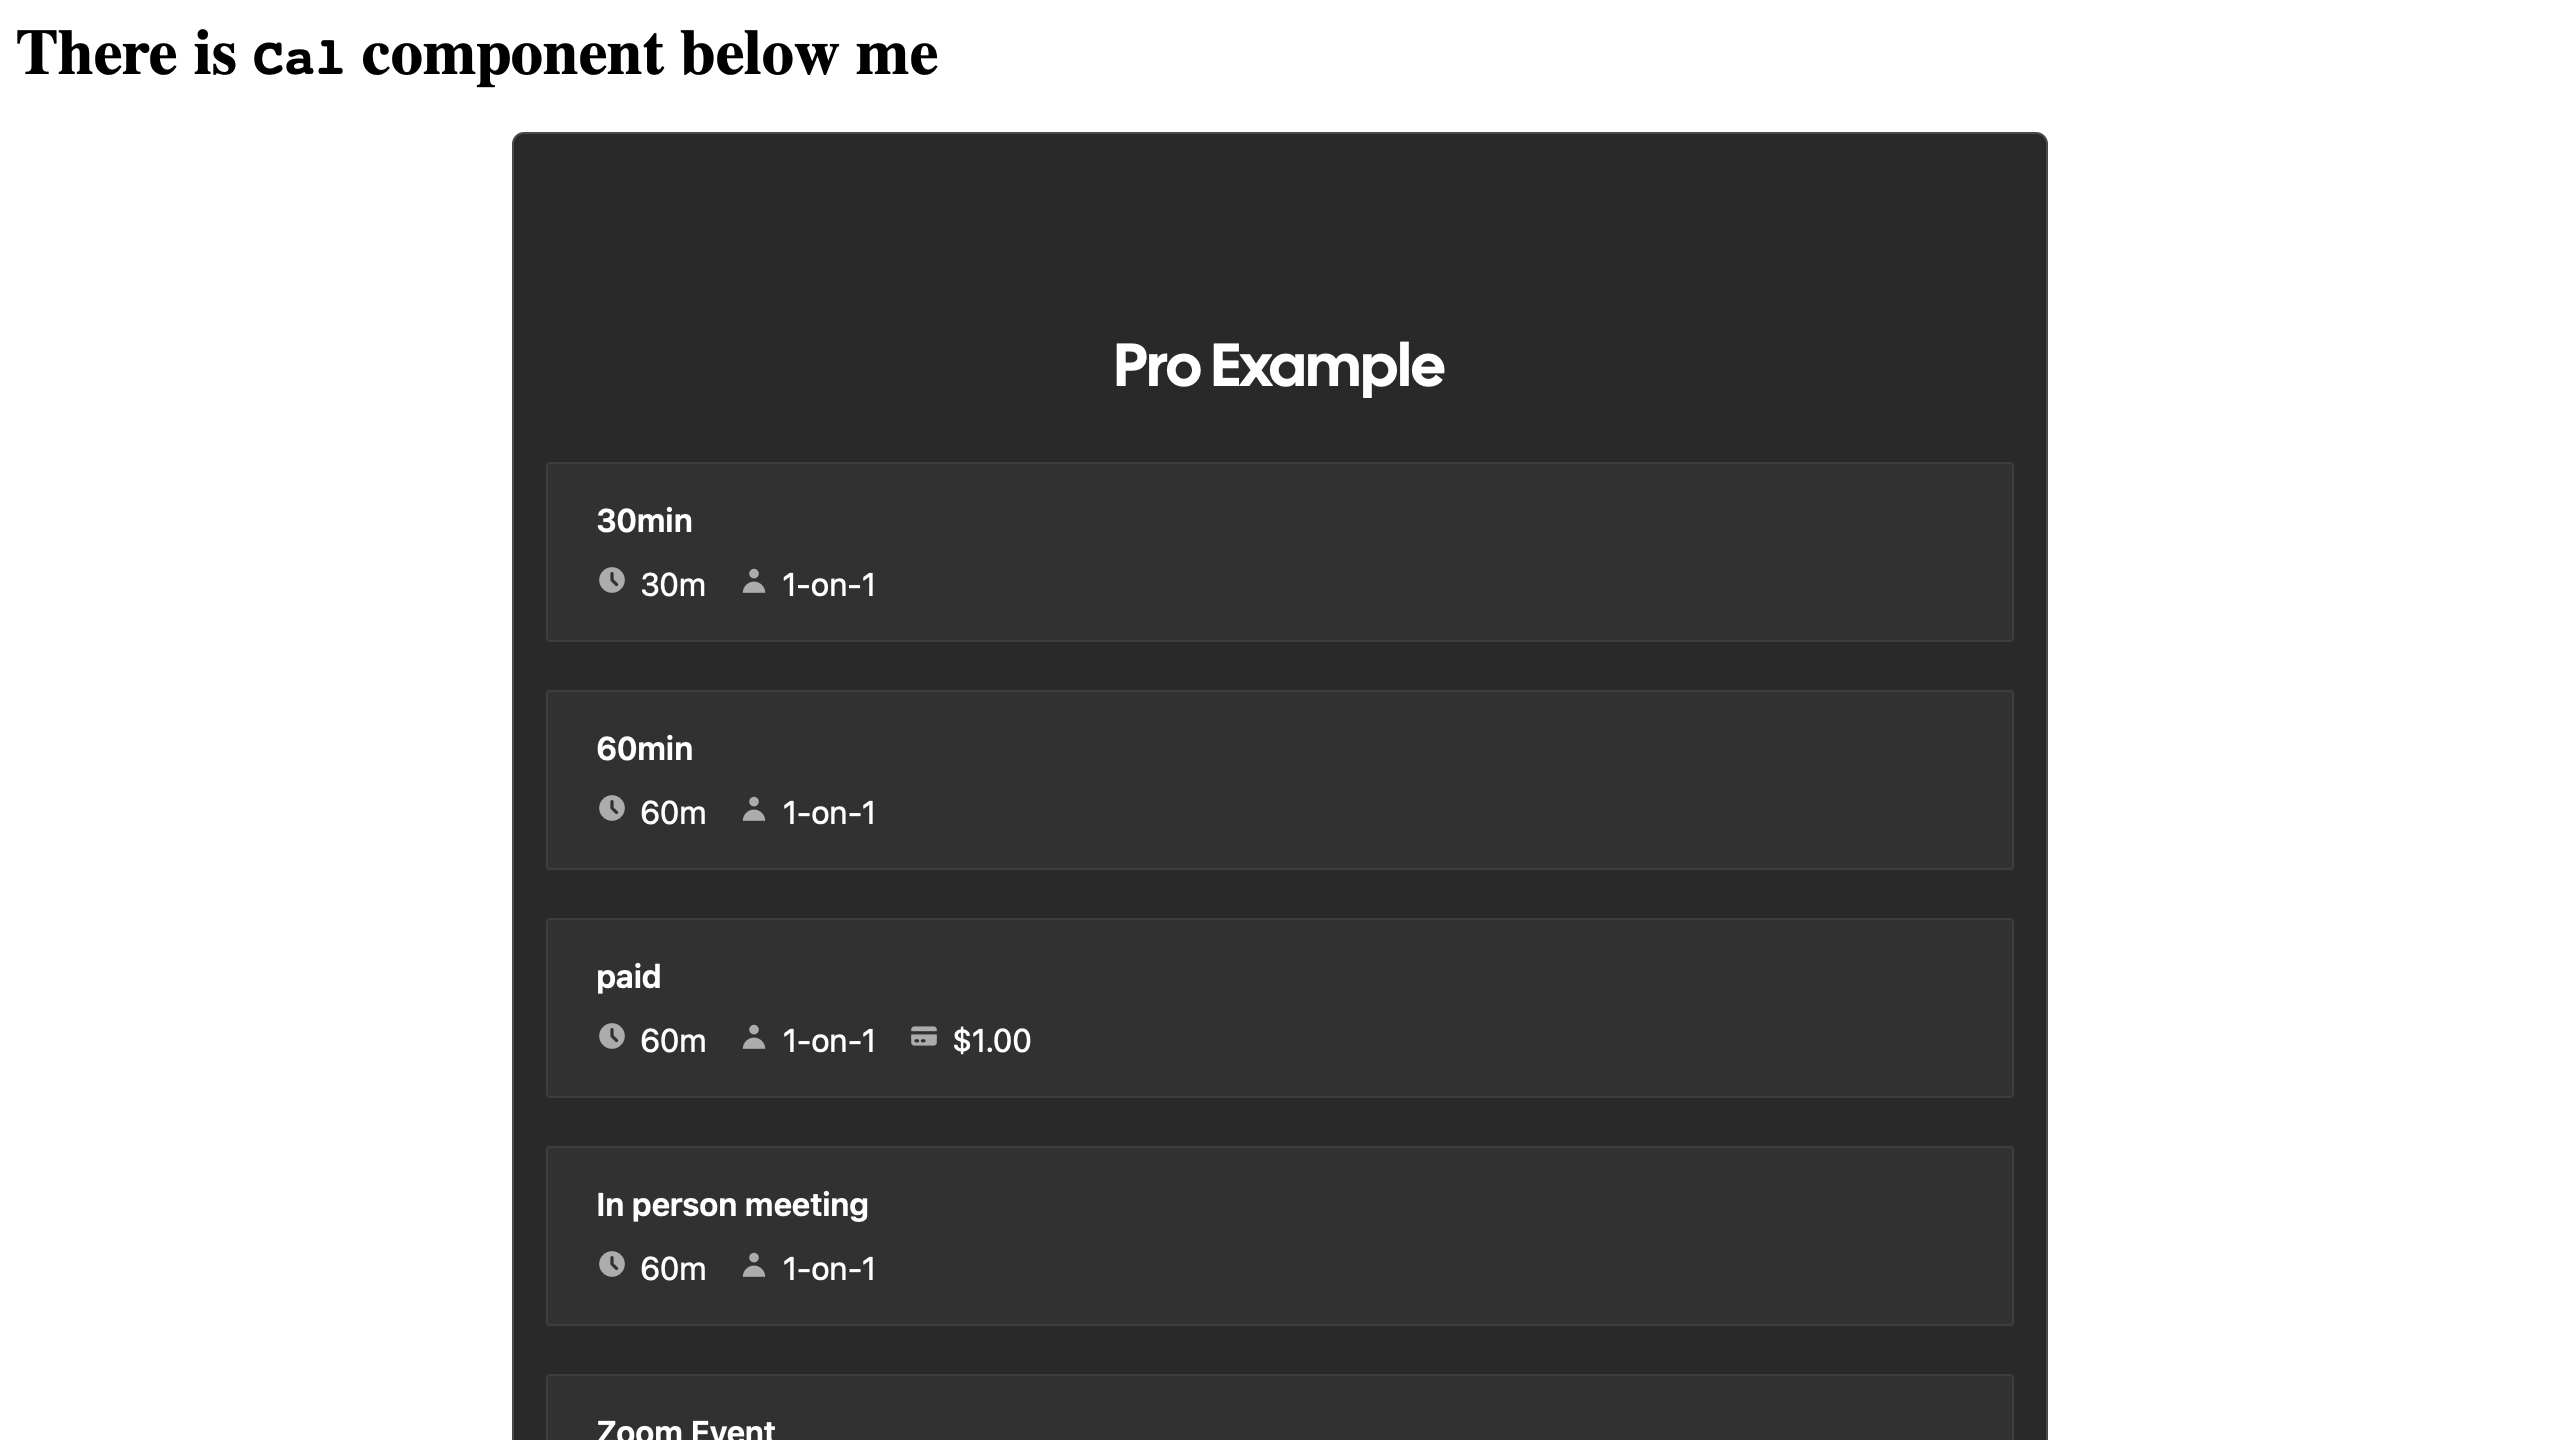 There is Cal component below me
Pro Example
30min
30m 1-on-1
60min
60m 1-on-1
paid
60m 1-on-1 $1.00
In person meeting
60m 1-on-1
Zoom Event